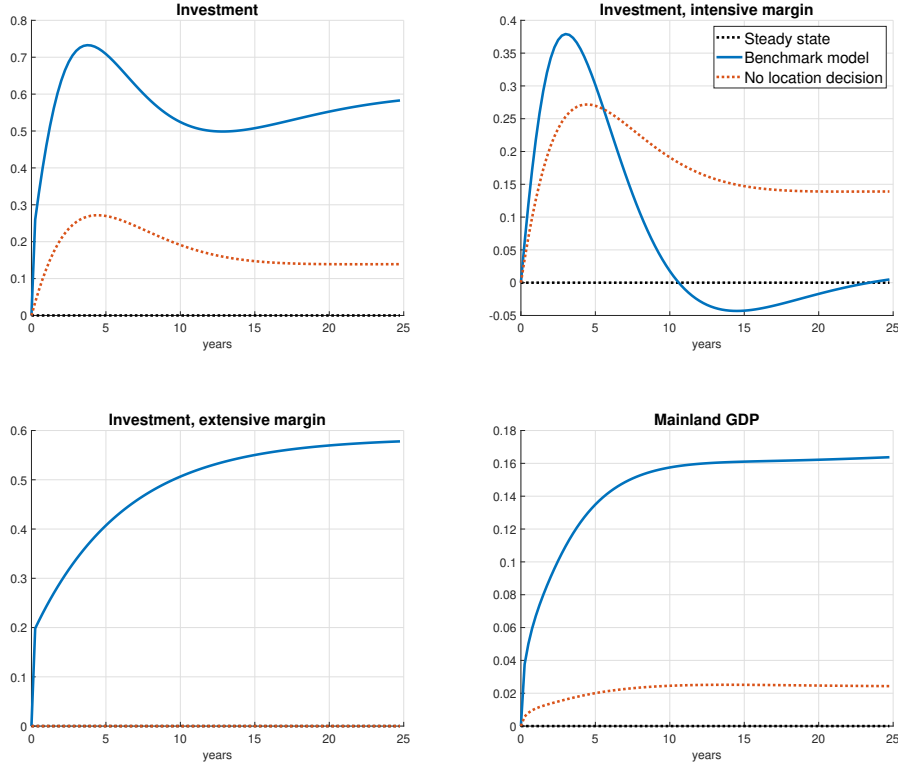 Investment
0.8
0.7
0.6
0.5
0.4
0.3
0.2
0.1
0
0 5 10 15 20 25
years
Investment, intensive margin
0.4
0.35
0.3
0.25
0.2
0.15
0.1
0.05
0
-0.05
0 5 10 15 20 25
years
Steady state
Benchmark model
No location decision
Investment, extensive margin
0.6
0.5
0.4
0.3
0.2
0.1
0
0 5 10 15 20 25
years
Mainland GDP
0.18
0.16
0.14
0.12
0.1
0.08
0.06
0.04
0.02
0
0 5 10 15 20 25
years